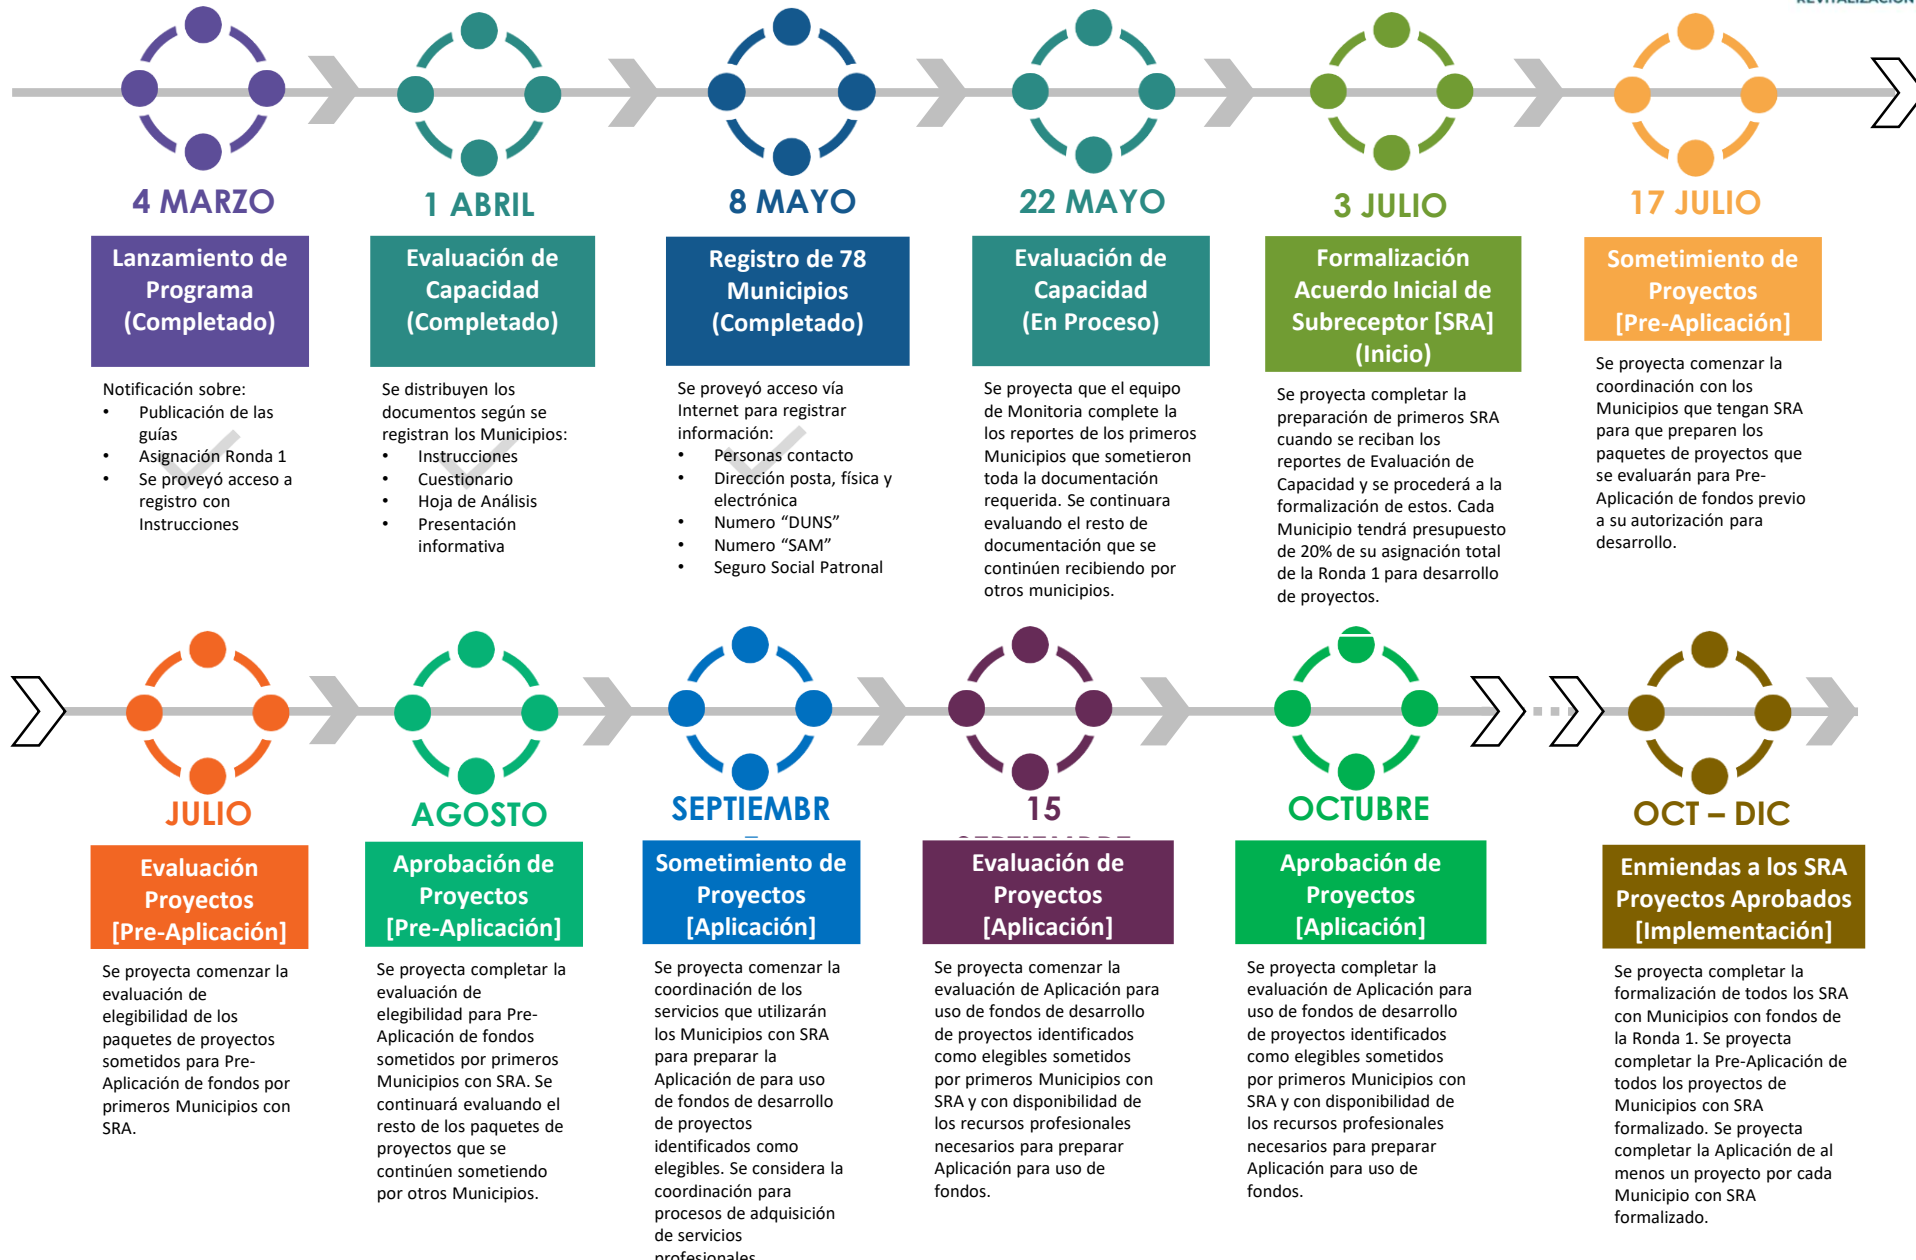 REVITALIZACIÓN
4 MARZO
Lanzamiento de
Programa
(Completado)
Notificación sobre:
• Publicación de las
guías
• Asignación Ronda 1
• Se proveyó acceso a
registro con
Instrucciones
1 ABRIL
Evaluación de
Capacidad
(Completado)
Se distribuyen los
documentos según se
registran los Municipios:
• Instrucciones
• Cuestionario
• Hoja de Análisis
• Presentación
informativa
8 MAYO
Registro de 78
Municipios
(Completado)
Se proveyó acceso vía
Internet para registrar
información:
• Personas contacto
• Dirección posta, física y
electrónica
• Numero “DUNS”
• Numero “SAM”
• Seguro Social Patronal
22 MAYO
Evaluación de
Capacidad
(En Proceso)
Se proyecta que el equipo
de Monitoria complete la
los reportes de los primeros
Municipios que sometieron
toda la documentación
requerida. Se continuara
evaluando el resto de
documentación que se
continúen recibiendo por
otros municipios.
3 JULIO
Formalización
Acuerdo Inicial de
Subreceptor [SRA]
(Inicio)
Se proyecta completar la
preparación de primeros SRA
cuando se reciban los
reportes de Evaluación de
Capacidad y se procederá a la
formalización de estos. Cada
Municipio tendrá presupuesto
de 20% de su asignación total
de la Ronda 1 para desarrollo
de proyectos.
17 JULIO
Sometimiento de
Proyectos
[Pre-Aplicación]
Se proyecta comenzar la
coordinación con los
Municipios que tengan SRA
para que preparen los
paquetes de proyectos que
se evaluarán para Pre-
Aplicación de fondos previo
a su autorización para
desarrollo.
JULIO
Evaluación
Proyectos
[Pre-Aplicación]
Se proyecta comenzar la
evaluación de
elegibilidad de los
paquetes de proyectos
sometidos para Pre-
Aplicación de fondos por
primeros Municipios con
SRA.
AGOSTO
Aprobación de
Proyectos
[Pre-Aplicación]
Se proyecta completar la
evaluación de
elegibilidad para Pre-
Aplicación de fondos
sometidos por primeros
Municipios con SRA. Se
continuará evaluando el
resto de los paquetes de
proyectos que se
continúen sometiendo
por otros Municipios.
SEPTIEMBR
Sometimiento de
Proyectos
[Aplicación]
Se proyecta comenzar la
coordinación de los
servicios que utilizarán
los Municipios con SRA
para preparar la
Aplicación de para uso
de fondos de desarrollo
de proyectos
identificados como
elegibles. Se considera la
coordinación para
procesos de adquisición
de servicios
profesionales
15
SEPTIEMBRE
Evaluación de
Proyectos
[Aplicación]
Se proyecta comenzar la
evaluación de Aplicación para
uso de fondos de desarrollo
de proyectos identificados
como elegibles sometidos
por primeros Municipios con
SRA y con disponibilidad de
los recursos profesionales
necesarios para preparar
Aplicación para uso de
fondos.
OCTUBRE
Aprobación de
Proyectos
[Aplicación]
Se proyecta completar la
evaluación de Aplicación para
uso de fondos de desarrollo
de proyectos identificados
como elegibles sometidos
por primeros Municipios con
SRA y con disponibilidad de
los recursos profesionales
necesarios para preparar
Aplicación para uso de
fondos.
OCT – DIC
Enmiendas a los SRA
Proyectos Aprobados
[Implementación]
Se proyecta completar la
formalización de todos los SRA
con Municipios con fondos de
la Ronda 1. Se proyecta
completar la Pre-Aplicación de
todos los proyectos de
Municipios con SRA
formalizado. Se proyecta
completar la Aplicación de al
menos un proyecto por cada
Municipio con SRA
formalizado.